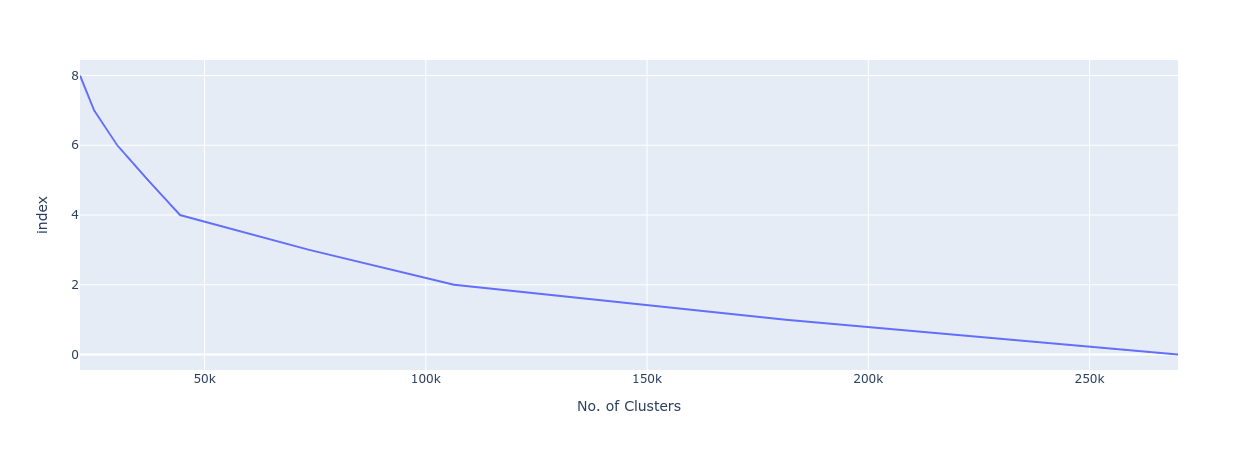 8
6
4
2
0
index
50k
100k
150k
200k
250k
No. of Clusters